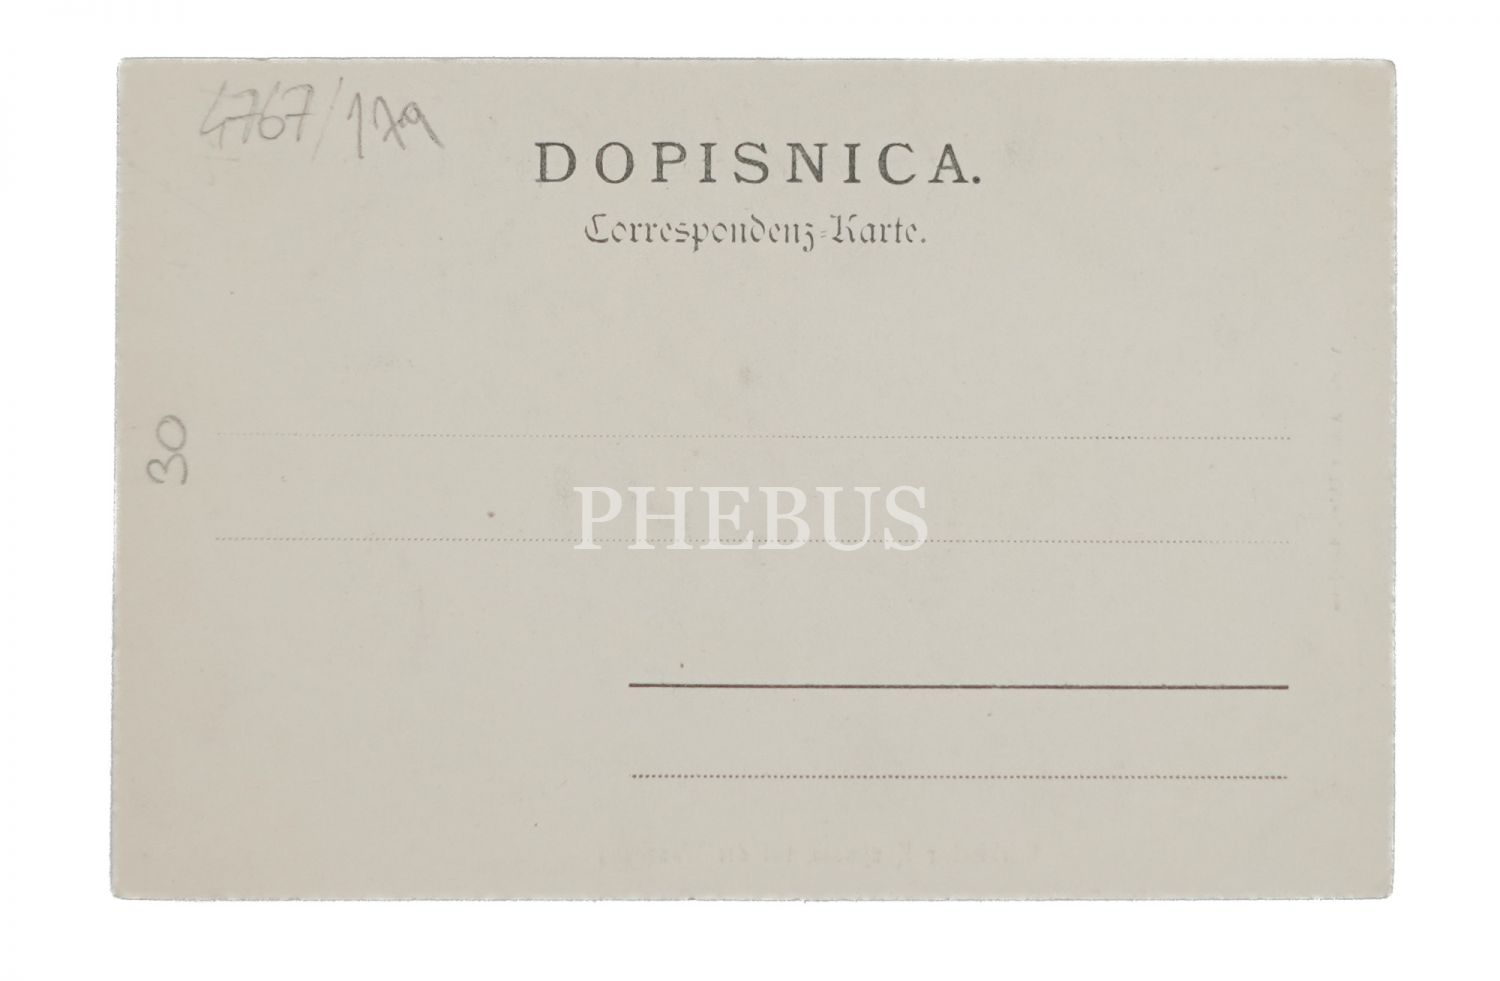 4767/179
DOPISNICA.
Correspondenz-Karte.
30
PHEBUS